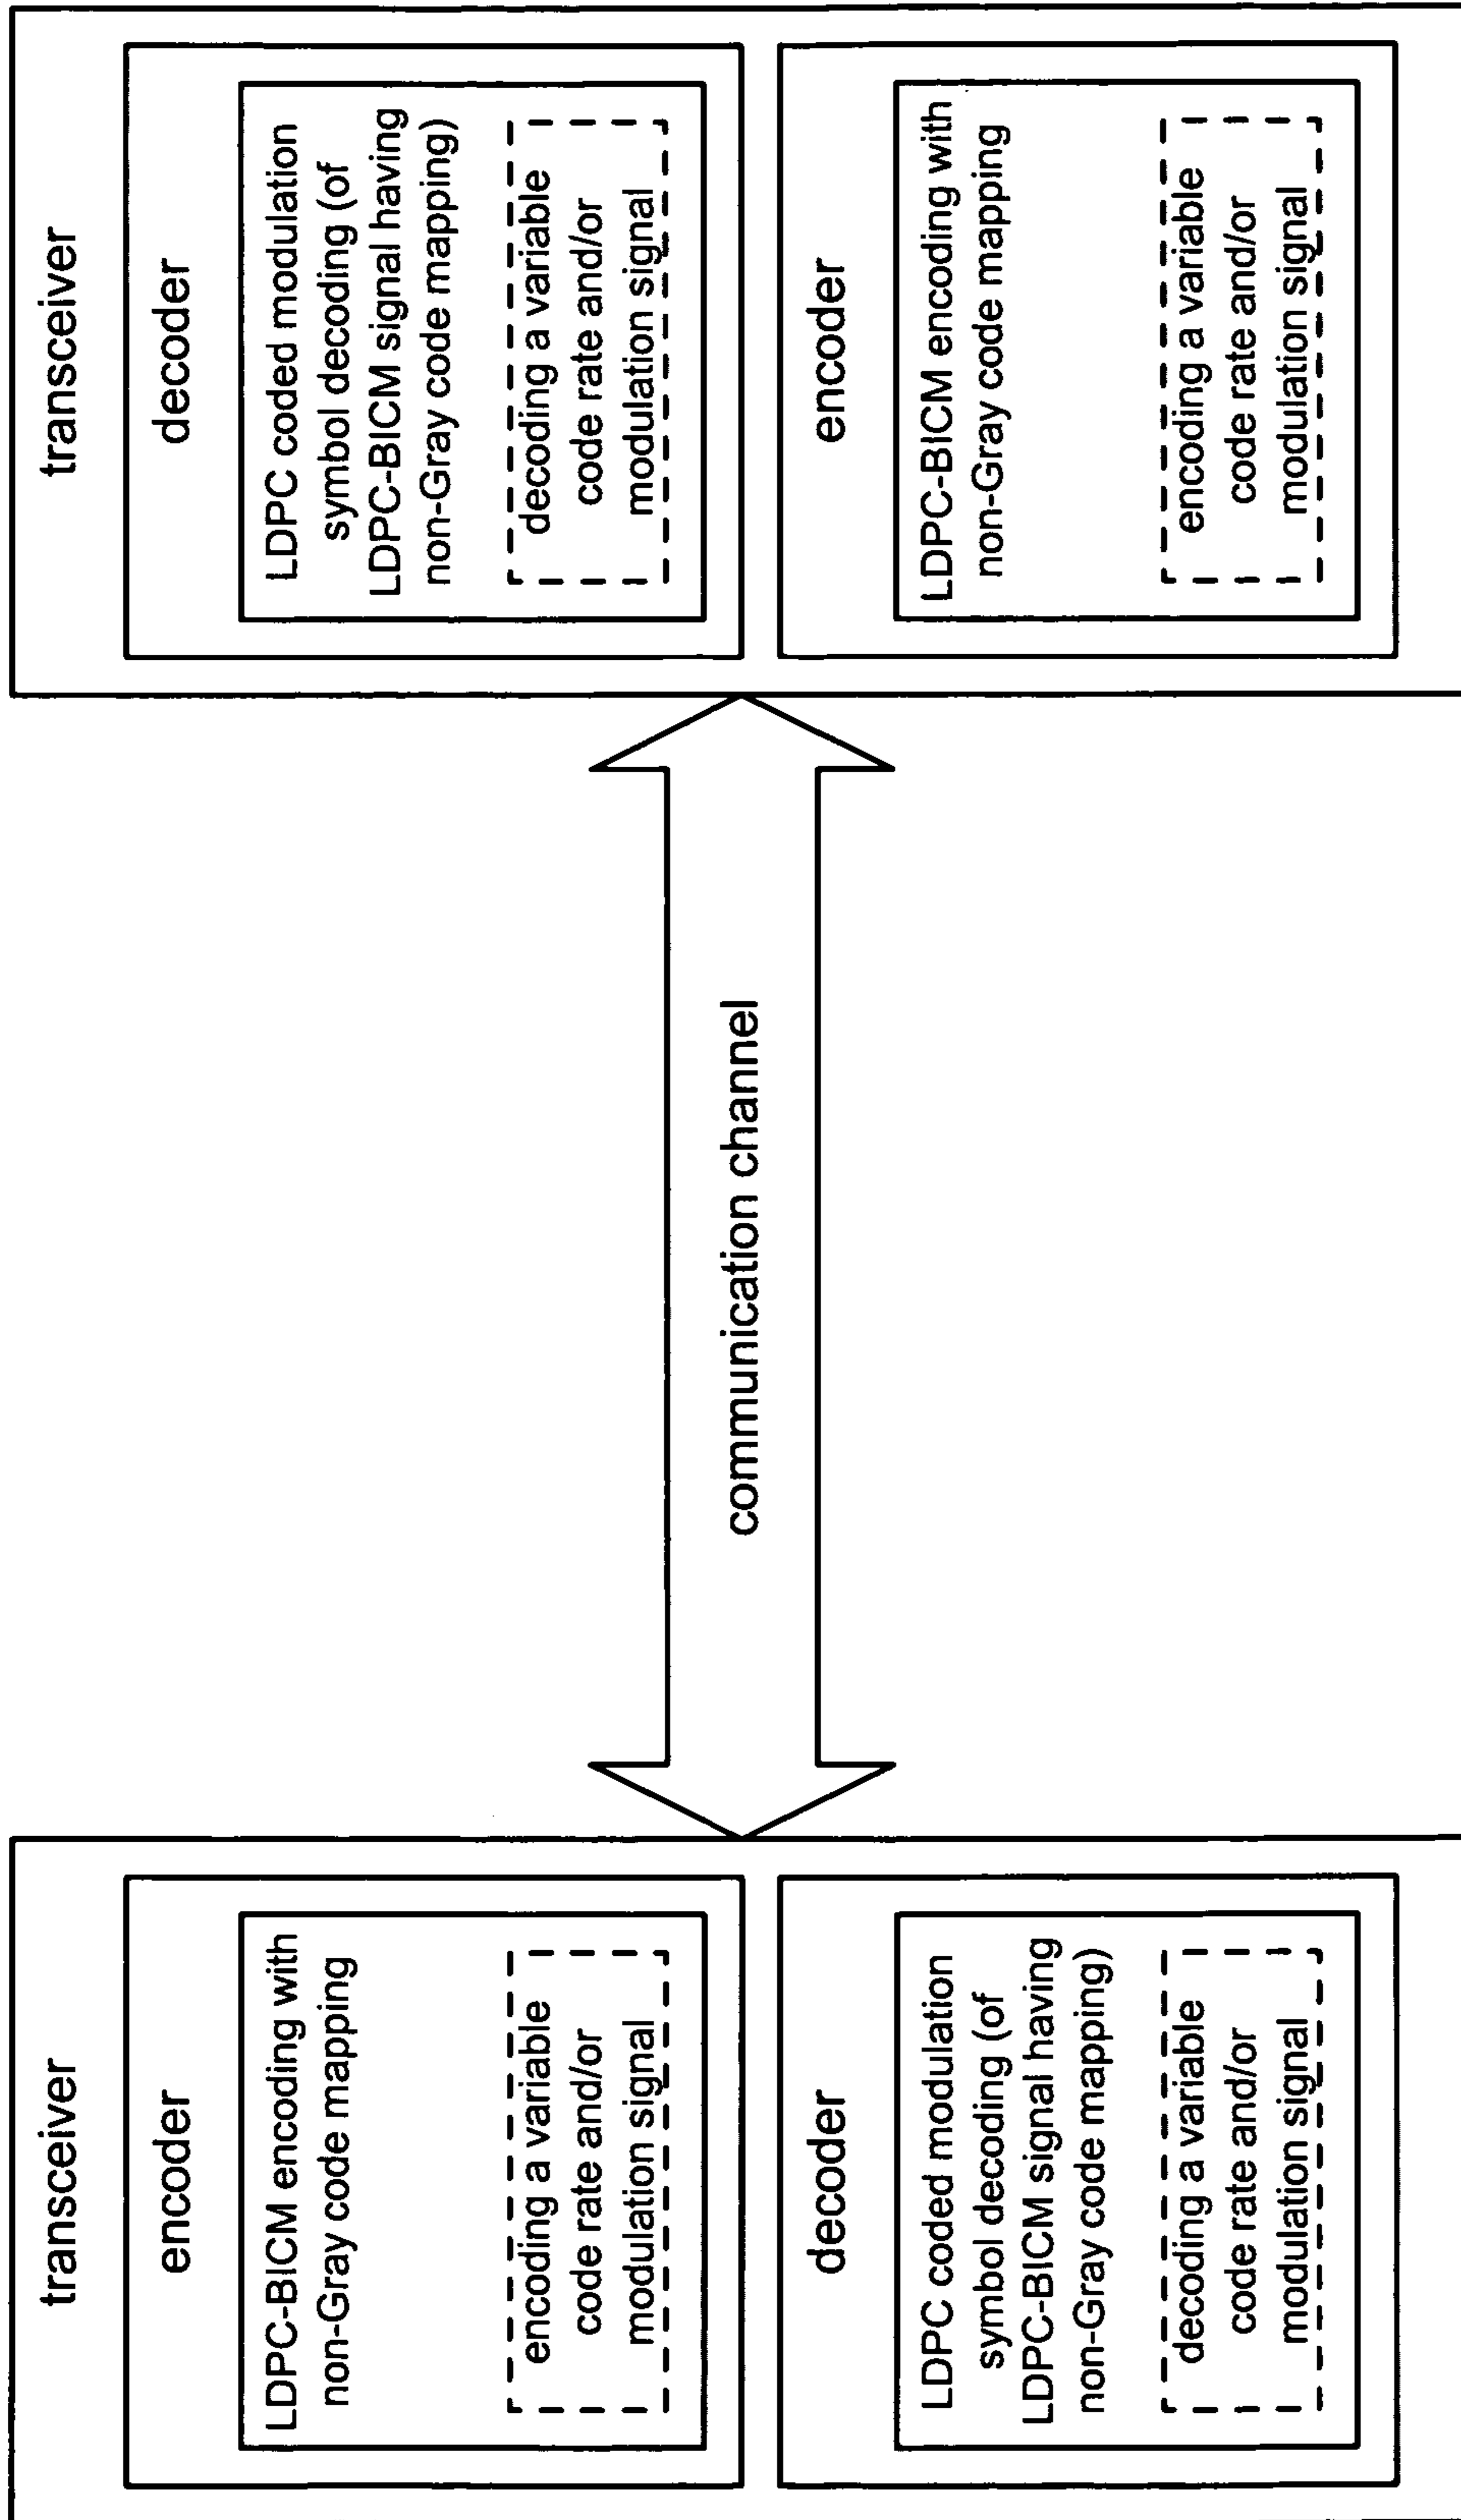 transceiver
encoder
LDPC-BICM encoding with
non-Gray code mapping
encoding a variable
code rate and/or
modulation signal
decoder
LDPC coded modulation
symbol decoding (of
LDPC-BICM signal having
non-Gray code mapping)
decoding a variable
code rate and/or
modulation signal
communication channel
transceiver
decoder
LDPC coded modulation
symbol decoding (of
LDPC-BICM signal having
non-Gray code mapping)
decoding a variable
code rate and/or
modulation signal
encoder
LDPC-BICM encoding with
non-Gray code mapping
encoding a variable
code rate and/or
modulation signal